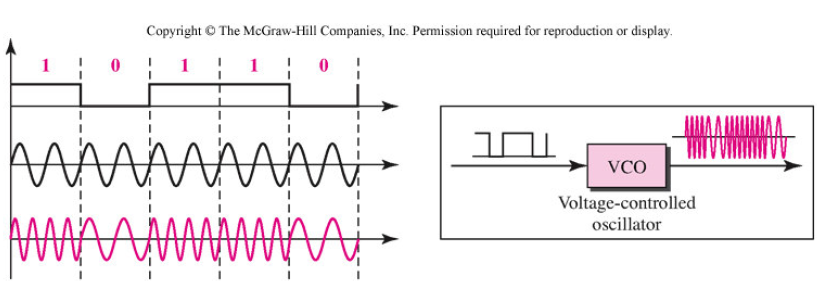 Copyright © The McGraw-Hill Companies, Inc. Permission required for reproduction or display.
1 0 1 1 0
VCO
Voltage-controlled
oscillator